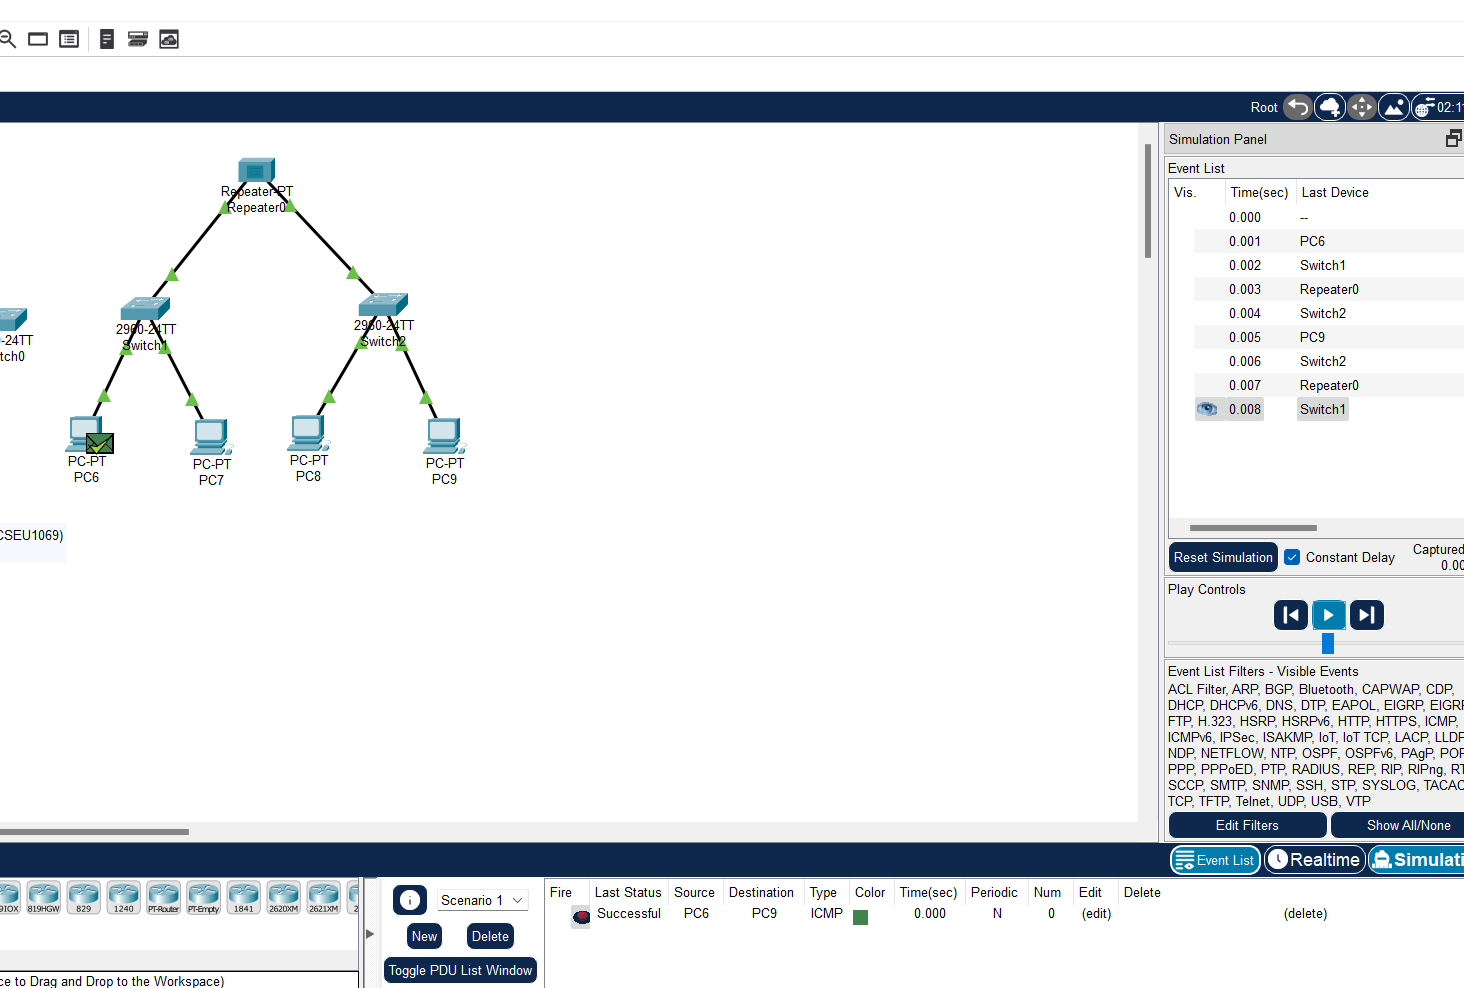 Root
02:1
Simulation Panel
Event List
Vis. Time(sec) Last Device
0.000 --
0.001 PC6
0.002 Switch1
0.003 Repeater0
0.004 Switch2
0.005 PC9
0.006 Switch2
0.007 Repeater0
0.008 Switch1
Reset Simulation Constant Delay Captured
0.00
Play Controls
Event List Filters - Visible Events
ACL Filter, ARP, BGP, Bluetooth, CAPWAP, CDP,
DHCP, DHCPv6, DNS, DTP, EAPOL, EIGRP, EIGRP
FTP, H.323, HSRP, HSRPv6, HTTP, HTTPS, ICMP,
ICMPv6, IPSec, ISAKMP, IoT, IoT TCP, LACP, LLDP
NDP, NETFLOW, NTP, OSPF, OSPFv6, PAgP, POP
PPP, PPPoED, PTP, RADIUS, REP, RIP, RIPng, RT
SCCP, SMTP, SNMP, SSH, STP, SYSLOG, TACAC
TCP, TFTP, Telnet, UDP, USB, VTP
Edit Filters Show All/None
Event List Realtime Simulati
Repeater-PT
Repeater0
2960-24TT
Switch1
2960-24TT
Switch2
-24TT
tch0
PC-PT
PC6
PC-PT
PC7
PC-PT
PC8
PC-PT
PC9
CSEU1069)
9IOX 819HGW 829 1240 PT-Router PT-Empty 1841 2620XM 2621XM 2
ce to Drag and Drop to the Workspace)
Scenario 1
New Delete
Toggle PDU List Window
Fire Last Status Source Destination Type Color Time(sec) Periodic Num Edit Delete
Successful PC6 PC9 ICMP 0.000 N 0 (edit) (delete)